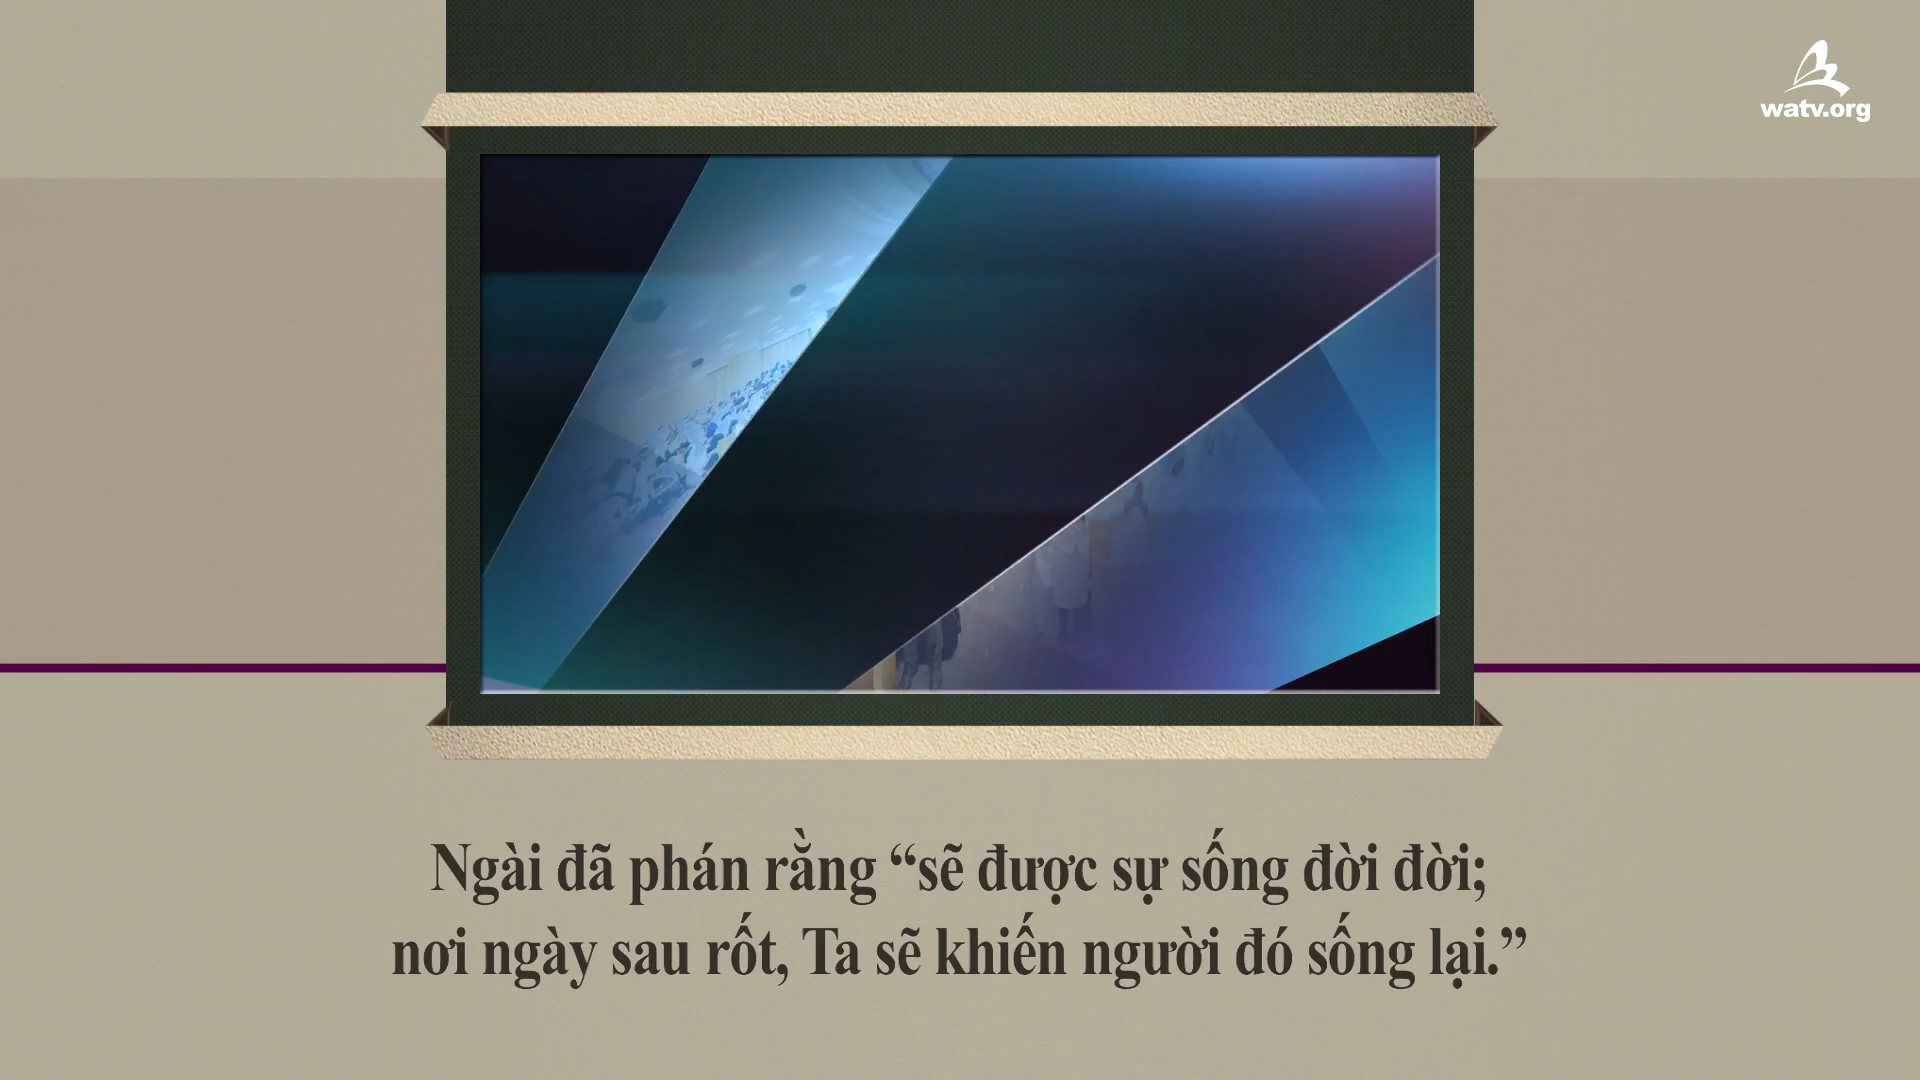 watv.org
Ngài đã phán rằng “sẽ được sự sống đời đời;
nơi ngày sau rốt, Ta sẽ khiến người đó sống lại.”